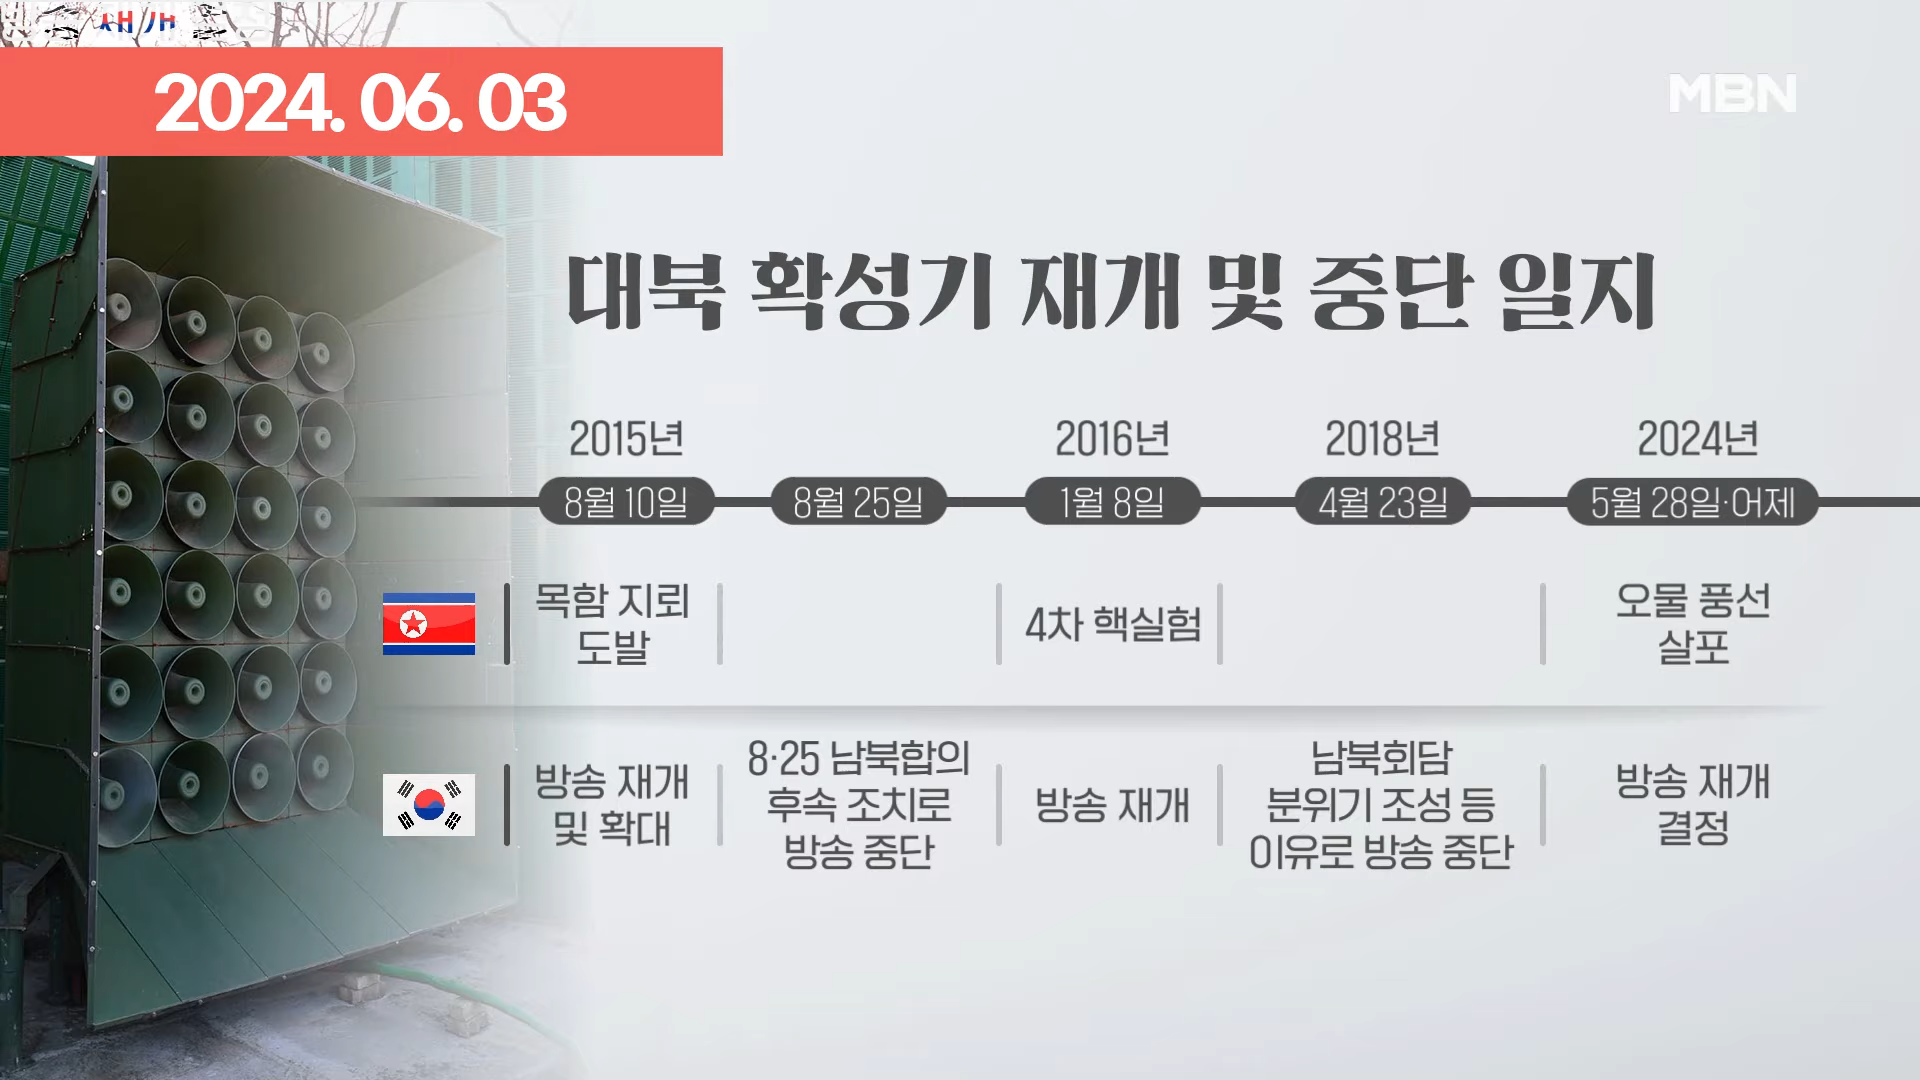 2024. 06. 03
MBN
대북 확성기 재개 및 중단 일지
2015년
2016년
2018년
2024년
8월 10일
8월 25일
1월 8일
4월 23일
5월 28일·어제
목함 지뢰
도발
4차 핵실험
오물 풍선
살포
방송 재개
및 확대
8·25 남북합의
후속 조치로
방송 중단
방송 재개
남북회담
분위기 조성 등
이유로 방송 중단
방송 재개
결정